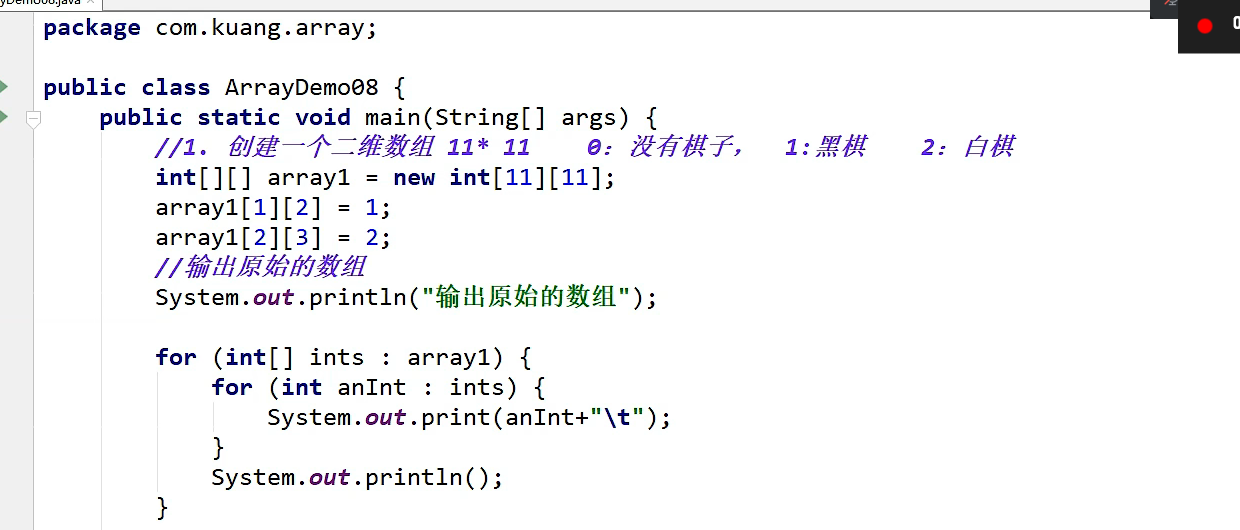 yDemo08.java
package com.kuang.array;
public class ArrayDemo08 {
public static void main(String[] args) {
//1. 创建一个二维数组 11* 11 0: 没有棋子, 1:黑棋 2: 白棋
int[][] array1 = new int[11][11];
array1[1][2] = 1;
array1[2][3] = 2;
//输出原始的数组
System.out.println("输出原始的数组");
for (int[] ints : array1) {
for (int anInt : ints) {
System.out.print(anInt+"\t");
}
System.out.println();
}